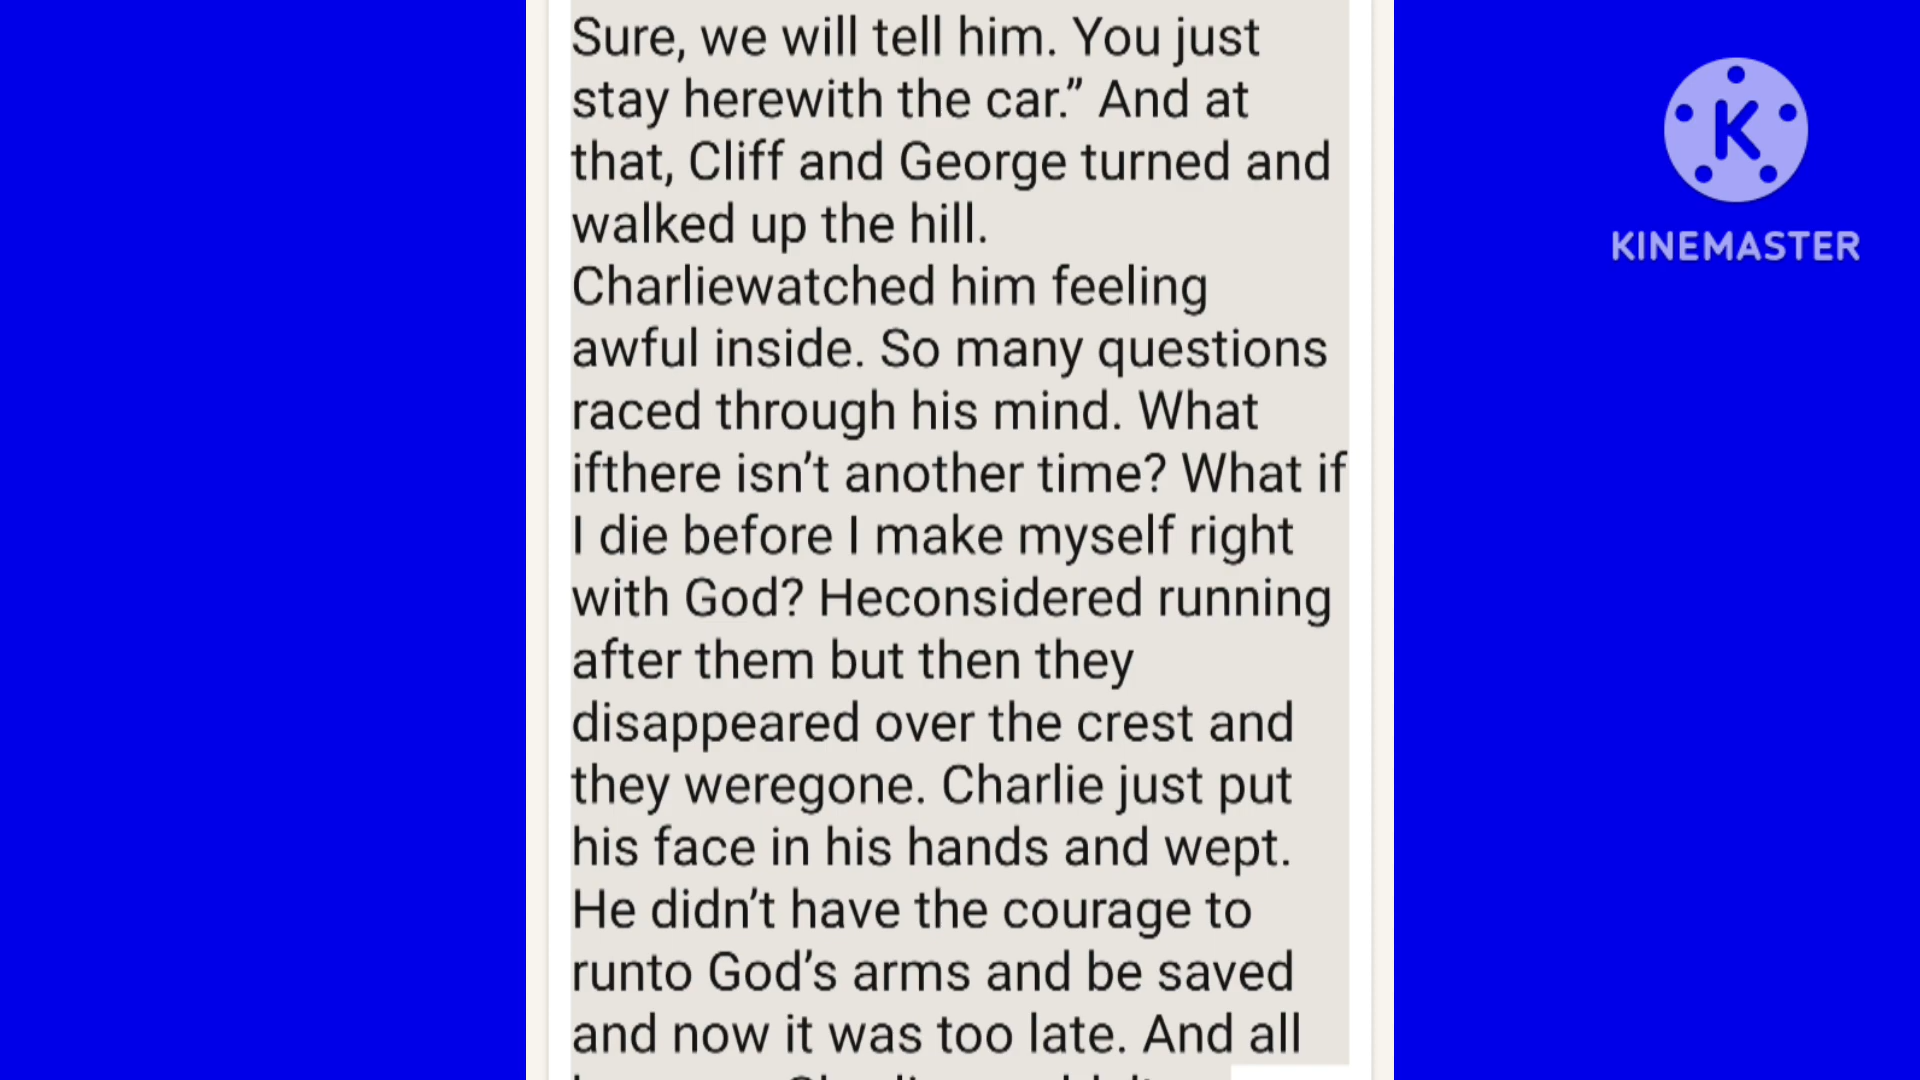 Sure, we will tell him. You just
stay herewith the car.” And at
that, Cliff and George turned and
walked up the hill.
Charliewatched him feeling
awful inside. So many questions
raced through his mind. What
ifthere isn’t another time? What if
I die before I make myself right
with God? Heconsidered running
after them but then they
disappeared over the crest and
they weregone. Charlie just put
his face in his hands and wept.
He didn’t have the courage to
runto God’s arms and be saved
and now it was too late. And all
K
KINEMASTER